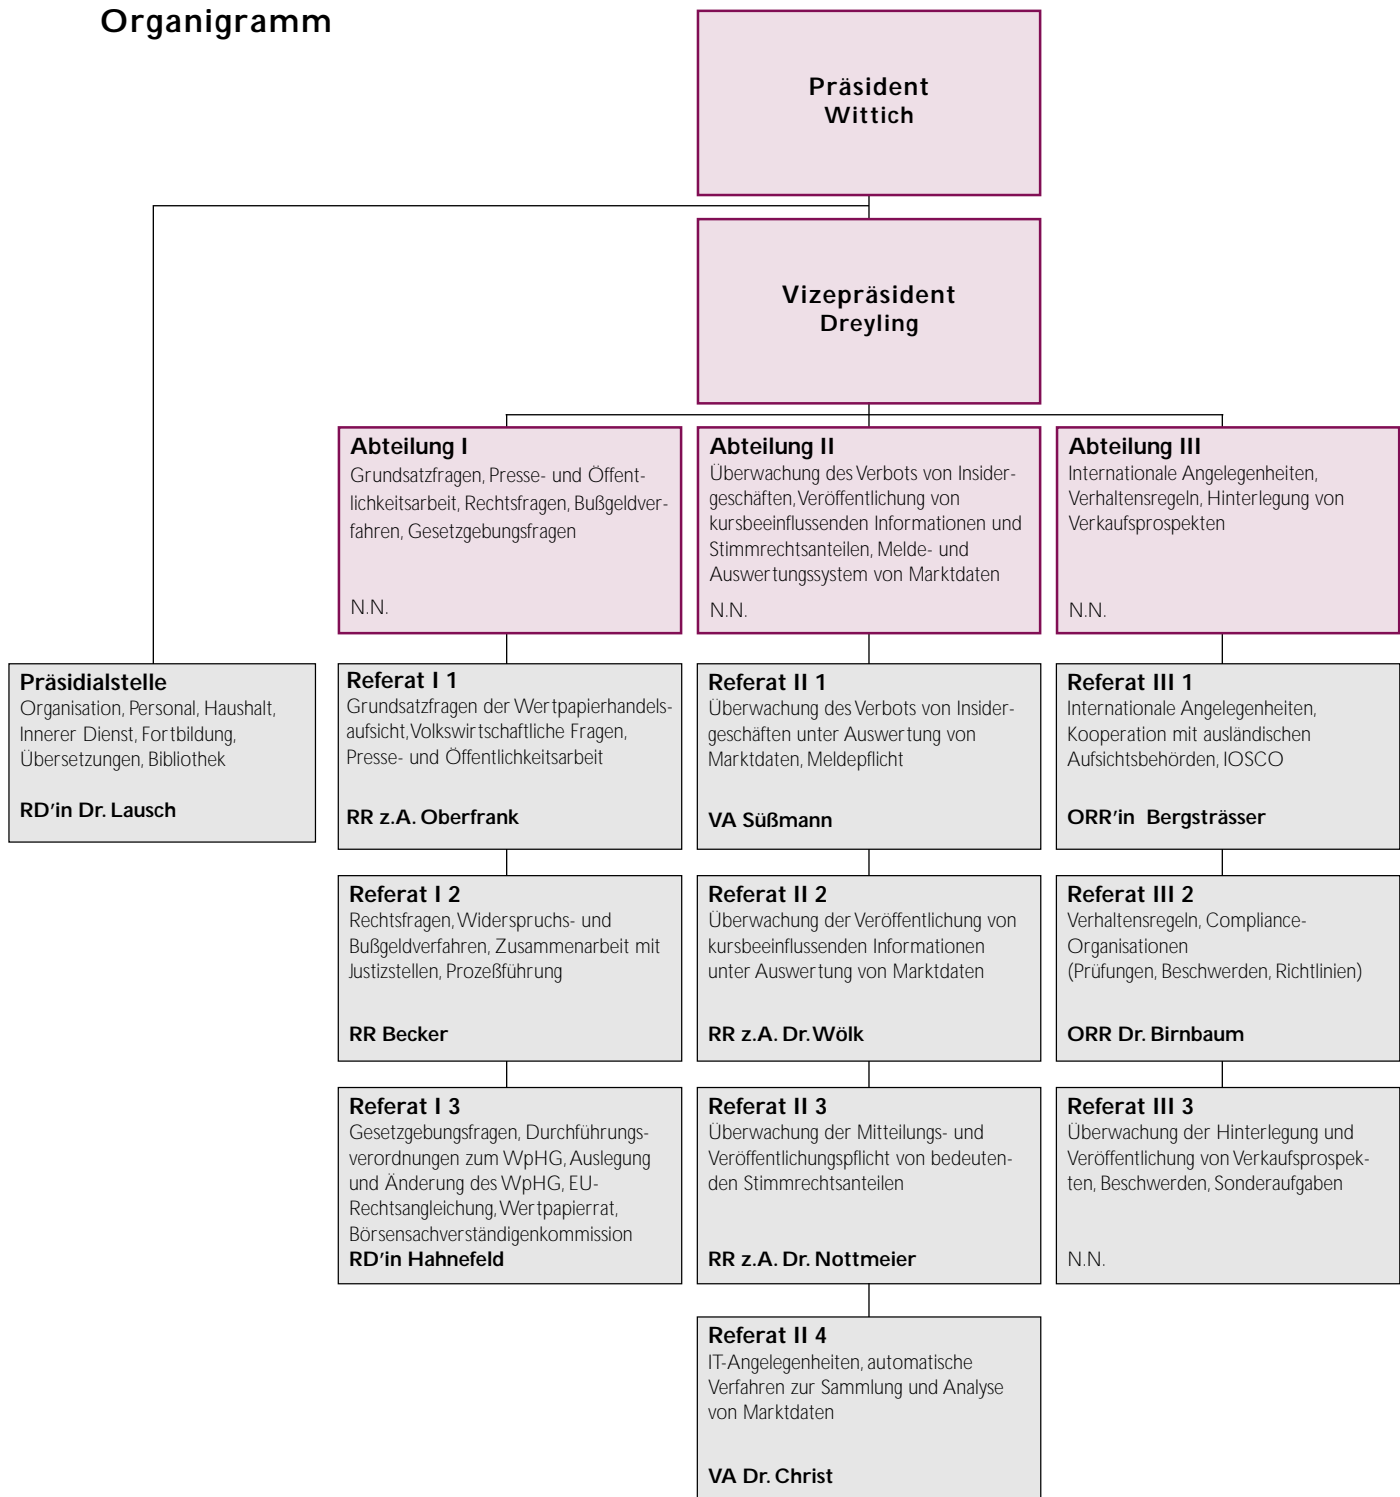 Organigramm
Präsident
Wittich
Vizepräsident
Dreyling
Abteilung I
Grundsatzfragen, Presse- und Öffent-
lichkeitsarbeit, Rechtsfragen, Bußgeldver-
fahren, Gesetzgebungsfragen
N.N.
Abteilung II
Überwachung des Verbots von Insider-
geschäften, Veröffentlichung von
kursbeeinflussenden Informationen und
Stimmrechtsanteilen, Melde- und
Auswertungssystem von Marktdaten
N.N.
Abteilung III
Internationale Angelegenheiten,
Verhaltensregeln, Hinterlegung von
Verkaufsprospekten
N.N.
Präsidialstelle
Organisation, Personal, Haushalt,
Innerer Dienst, Fortbildung,
Übersetzungen, Bibliothek
RD'in Dr. Lausch
Referat I 1
Grundsatzfragen der Wertpapierhandels-
aufsicht, Volkswirtschaftliche Fragen,
Presse- und Öffentlichkeitsarbeit
RR z.A. Oberfrank
Referat II 1
Überwachung des Verbots von Insider-
geschäften unter Auswertung von
Marktdaten, Meldepflicht
VA Süßmann
Referat III 1
Internationale Angelegenheiten,
Kooperation mit ausländischen
Aufsichtsbehörden, IOSCO
ORR'in Bergsträsser
Referat I 2
Rechtsfragen, Widerspruchs- und
Bußgeldverfahren, Zusammenarbeit mit
Justizstellen, Prozeßführung
RR Becker
Referat II 2
Überwachung der Veröffentlichung von
kursbeeinflussenden Informationen
unter Auswertung von Marktdaten
RR z.A. Dr. Wölk
Referat III 2
Verhaltensregeln, Compliance-
Organisationen
(Prüfungen, Beschwerden, Richtlinien)
ORR Dr. Birnbaum
Referat I 3
Gesetzgebungsfragen, Durchführungs-
verordnungen zum WpHG, Auslegung
und Änderung des WpHG, EU-
Rechtsangleichung, Wertpapierrat,
Börsensachverständigenkommission
RD'in Hahnefeld
Referat II 3
Überwachung der Mitteilungs- und
Veröffentlichungspflicht von bedeuten-
den Stimmrechtsanteilen
RR z.A. Dr. Nottmeier
Referat III 3
Überwachung der Hinterlegung und
Veröffentlichung von Verkaufsprospek-
ten, Beschwerden, Sonderaufgaben
N.N.
Referat II 4
IT-Angelegenheiten, automatische
Verfahren zur Sammlung und Analyse
von Marktdaten
VA Dr. Christ